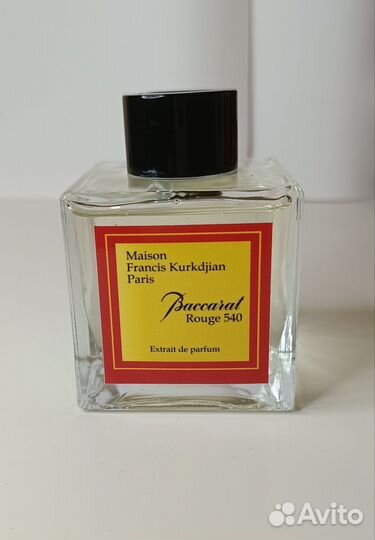 Maison
Francis Kurkdjian
Paris
Baccarat
Rouge 540
Extrait de parfum
Avito